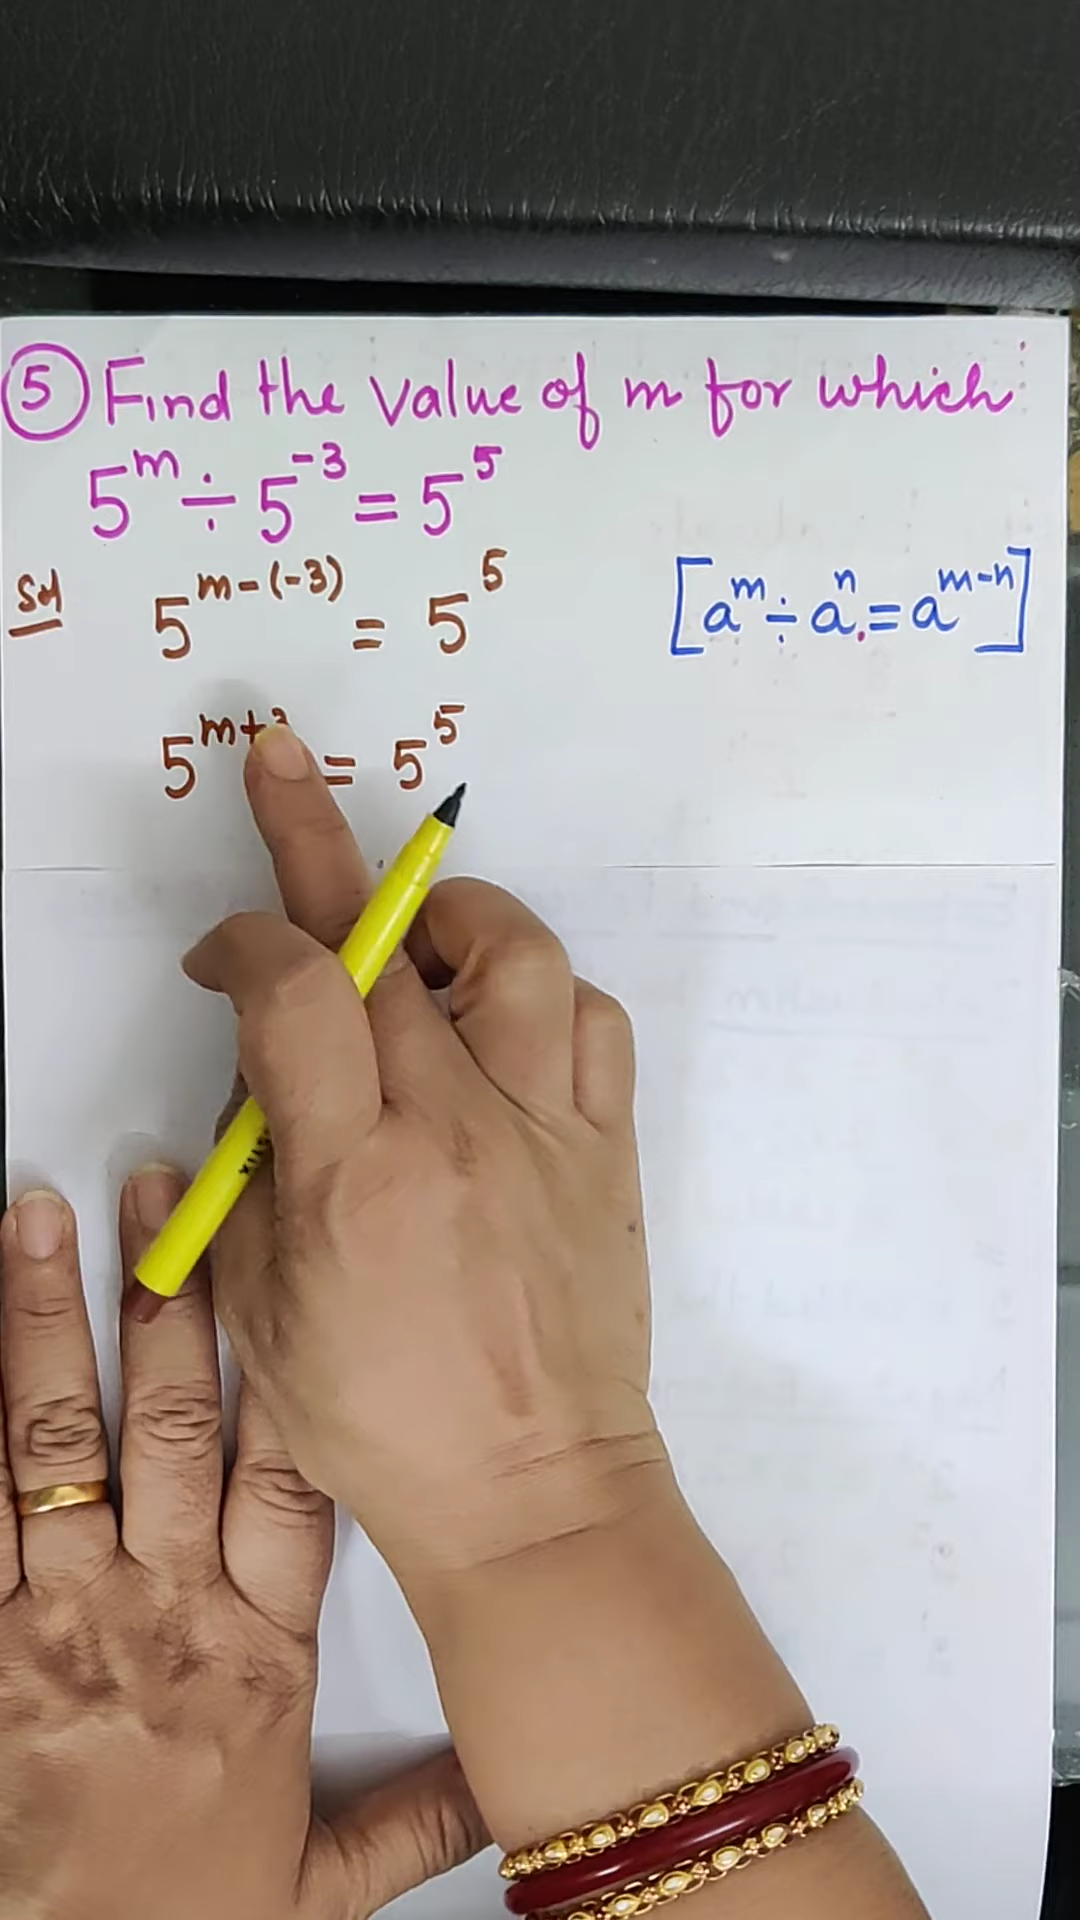 5 Find the value of m for which
5^m ÷ 5^-3 = 5^5
Sol 5^m-(-3) = 5^5 [a^m ÷ a^n = a^m-n]
5^m+3 = 5^5